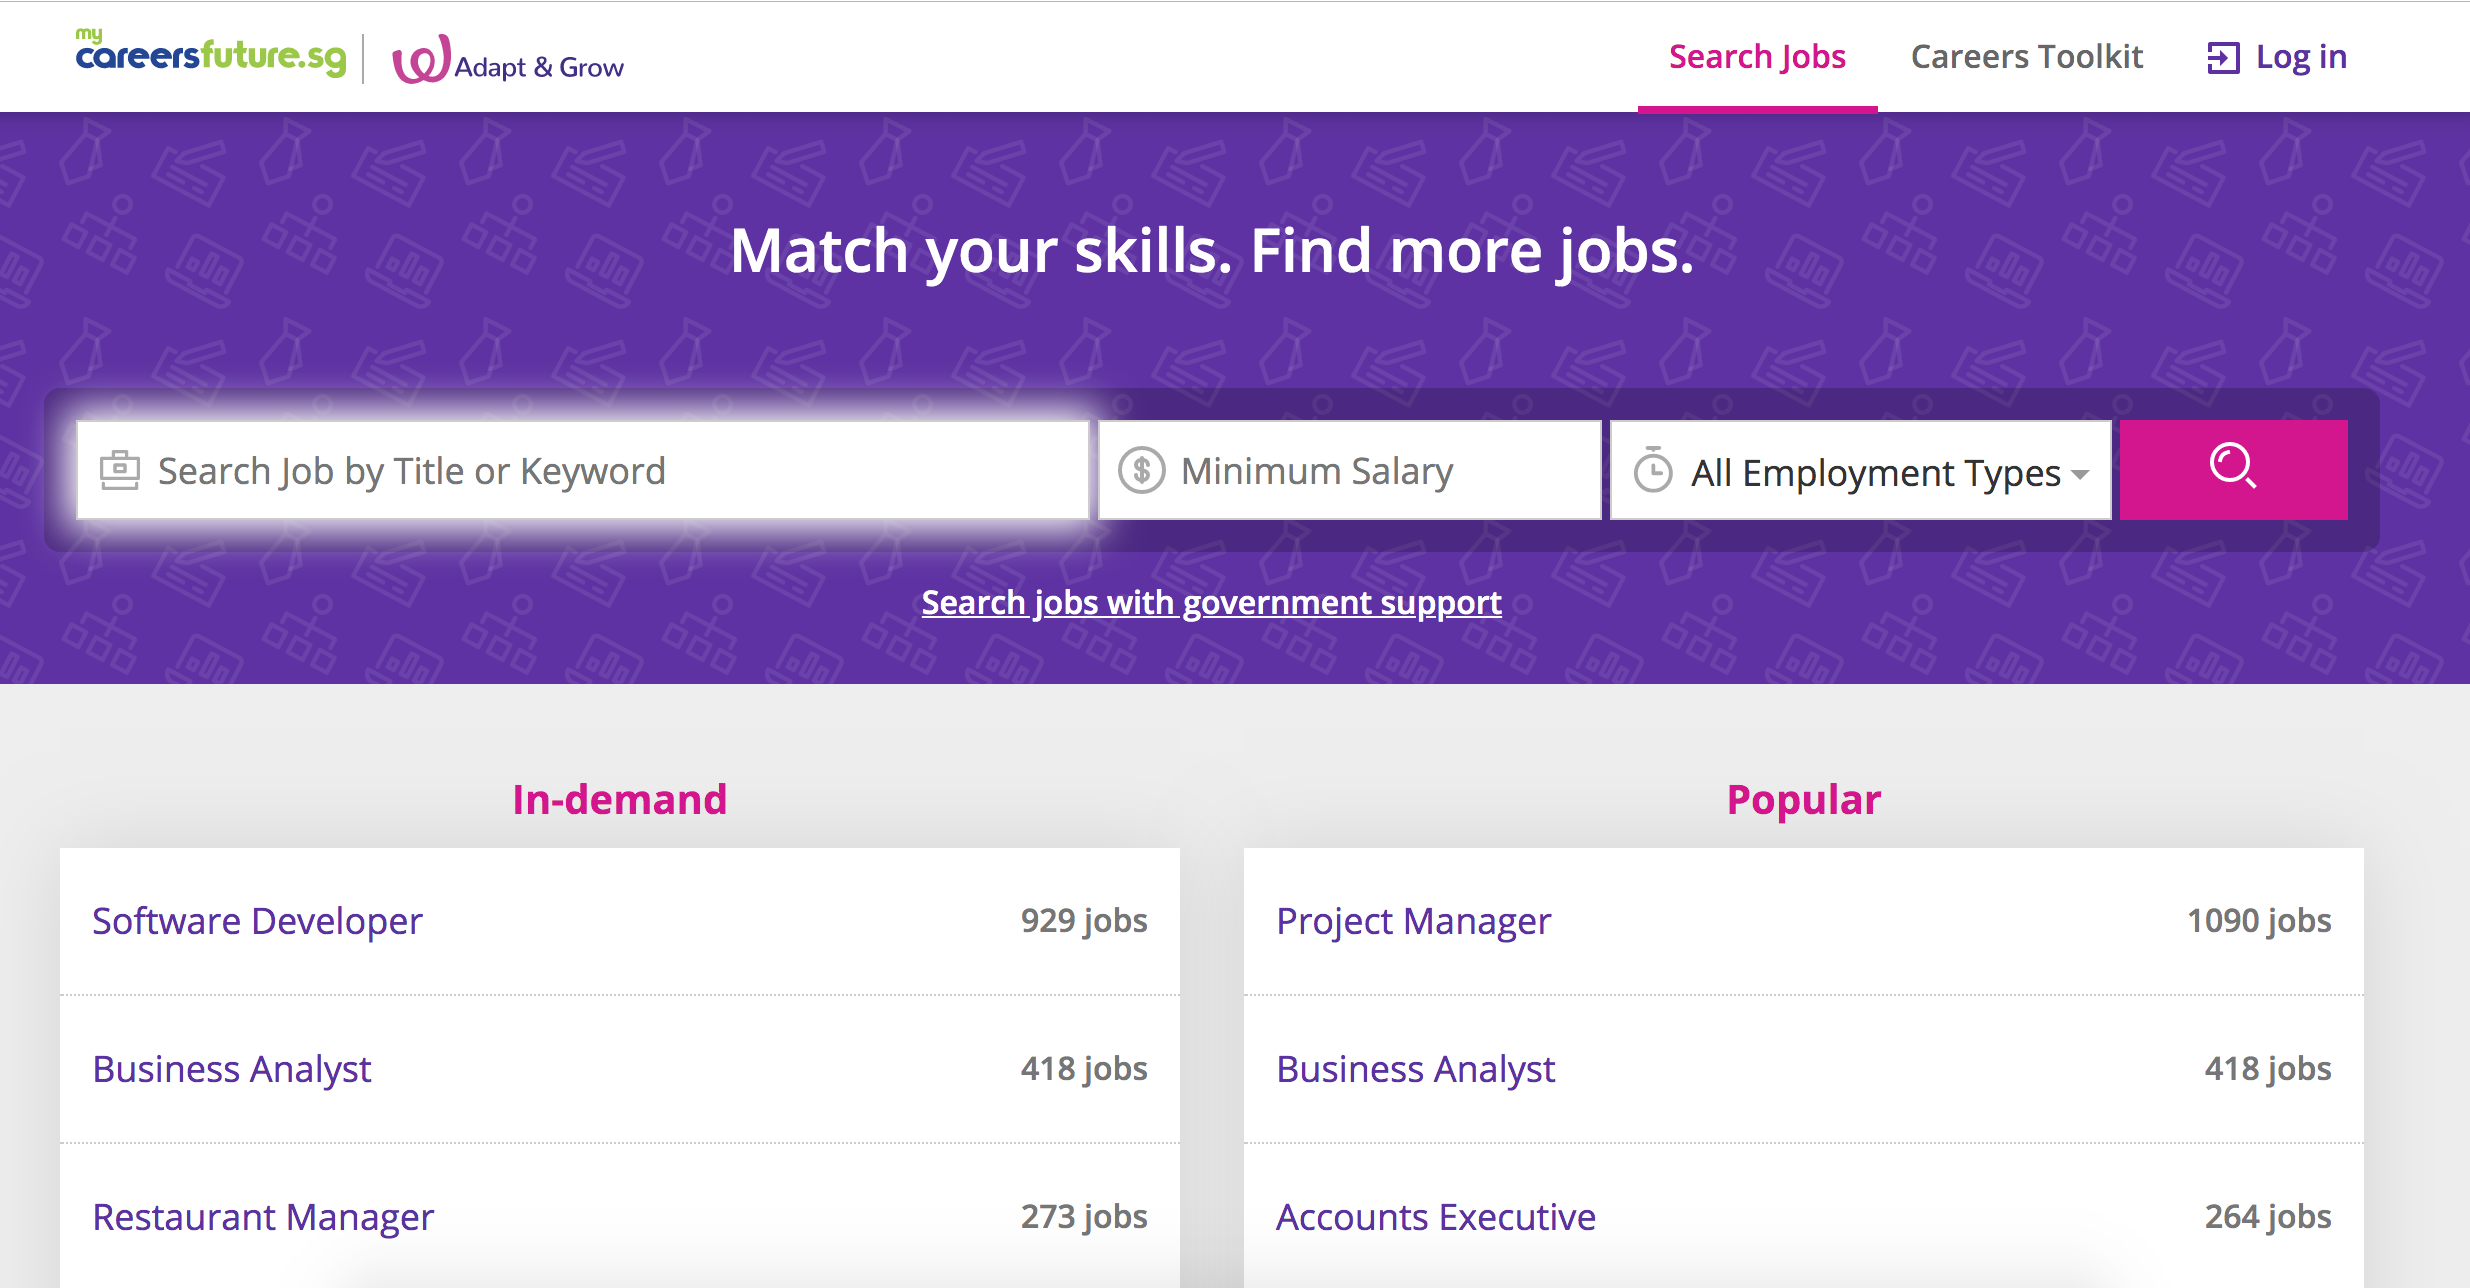 my
careersfuture.sg
Adapt & Grow
Search Jobs
Careers Toolkit
Log in
Match your skills. Find more jobs.
Search Job by Title or Keyword
Minimum Salary
All Employment Types
Search jobs with government support
In-demand
Software Developer 929 jobs
Business Analyst 418 jobs
Restaurant Manager 273 jobs
Popular
Project Manager 1090 jobs
Business Analyst 418 jobs
Accounts Executive 264 jobs